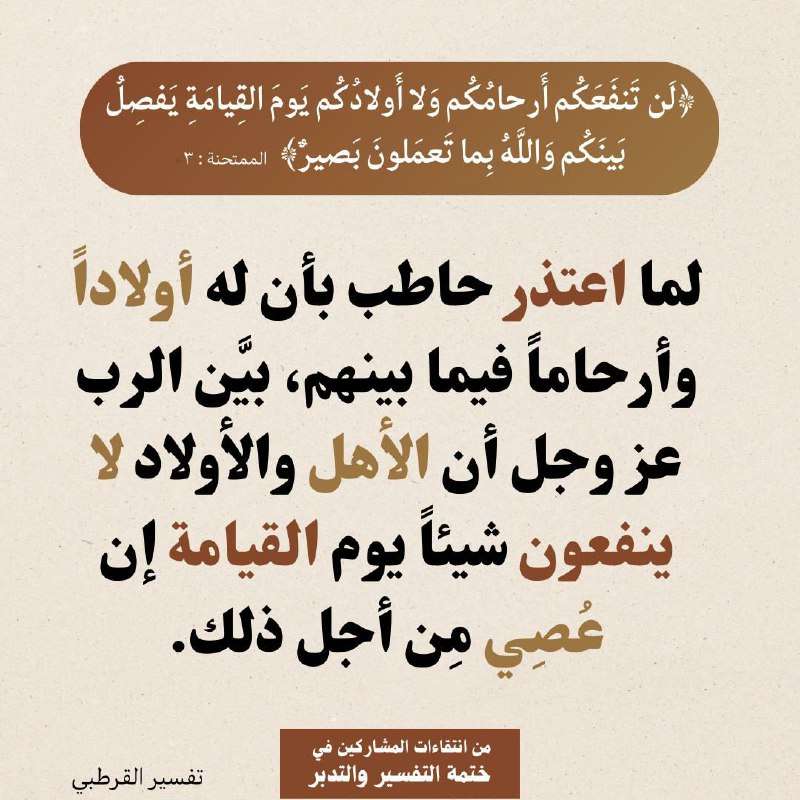 ﴿لَن تَنفَعَكُم أَرحامُكُم وَلا أَولادُكُم يَومَ القِيامَةِ يَفصِلُ
بَينَكُم وَاللَّهُ بِما تَعمَلونَ بَصيرٌ﴾ الممتحنة : ٣
لما اعتذر حاطب بأن له أولاداً
وأرحاماً فيما بينهم، بيَّن الرب
عز وجل أن الأهل والأولاد لا
ينفعون شيئاً يوم القيامة إن
عُصِي مِن أجل ذلك.
من انتقاءات المشاركين في
ختمة التفسير والتدبر
تفسير القرطبي